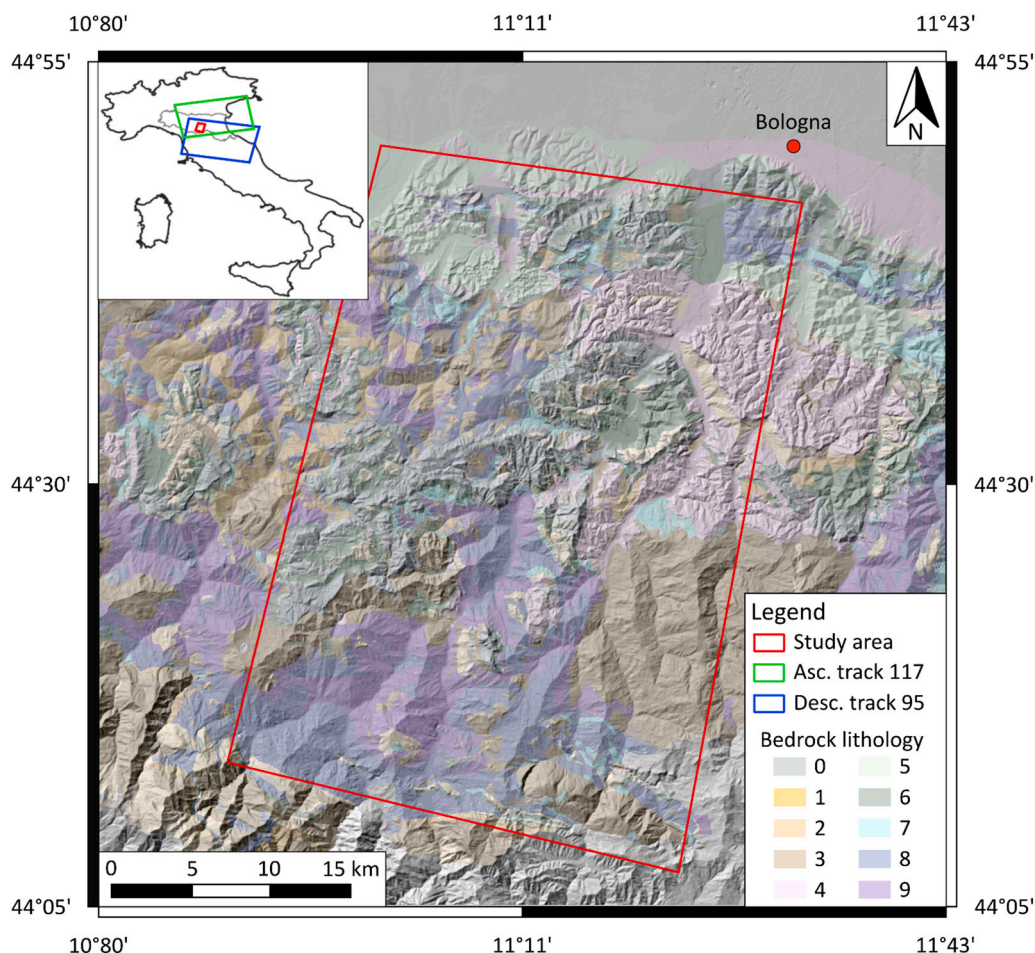 10°80' 11°11' 11°43'
44°55' 44°55'
N
Bologna
44°30' 44°30'
Legend
Study area
Asc. track 117
Desc. track 95
Bedrock lithology
0 5
1 6
2 7
3 8
4 9
0 5 10 15 km
44°05' 44°05'
10°80' 11°11' 11°43'